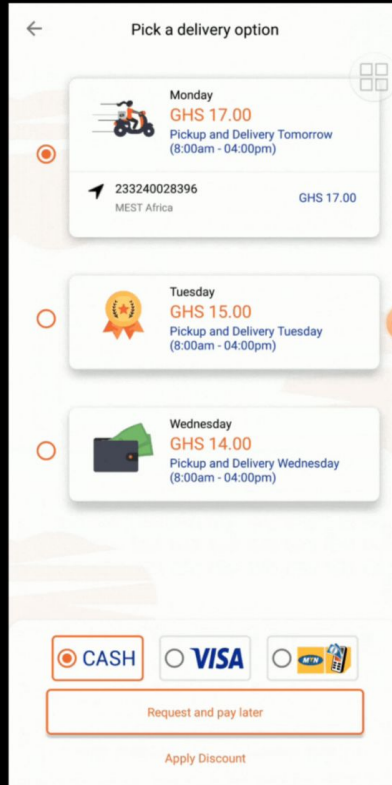 Pick a delivery option
Monday
GHS 17.00
Pickup and Delivery Tomorrow
(8:00am - 04:00pm)
233240028396
GHS 17.00
MEST Africa
Tuesday
GHS 15.00
Pickup and Delivery Tuesday
(8:00am - 04:00pm)
Wednesday
GHS 14.00
Pickup and Delivery Wednesday
(8:00am - 04:00pm)
CASH
VISA
MTN
Request and pay later
Apply Discount